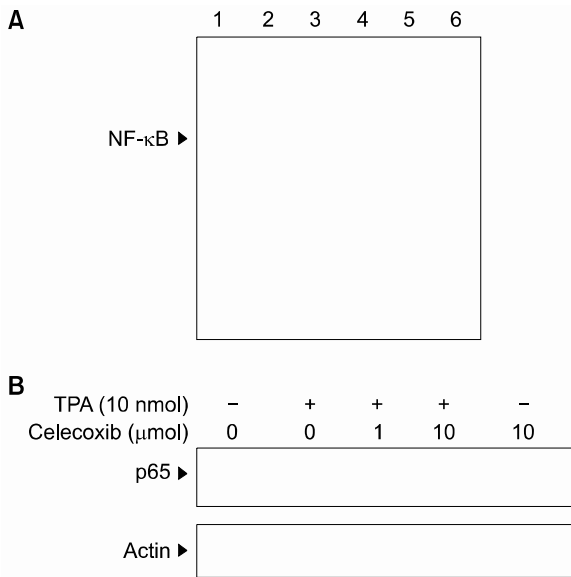 A
1 2 3 4 5 6
NF-κB
B
TPA (10 nmol) – + + + –
Celecoxib (μmol) 0 0 1 10 10
p65
Actin